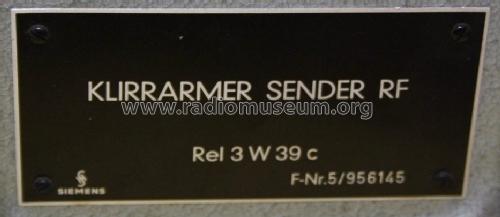 KLIRRARMER SENDER RF
www.radiomuseum.org
Rel 3 W 39 c
SIEMENS
F-Nr.5/956145